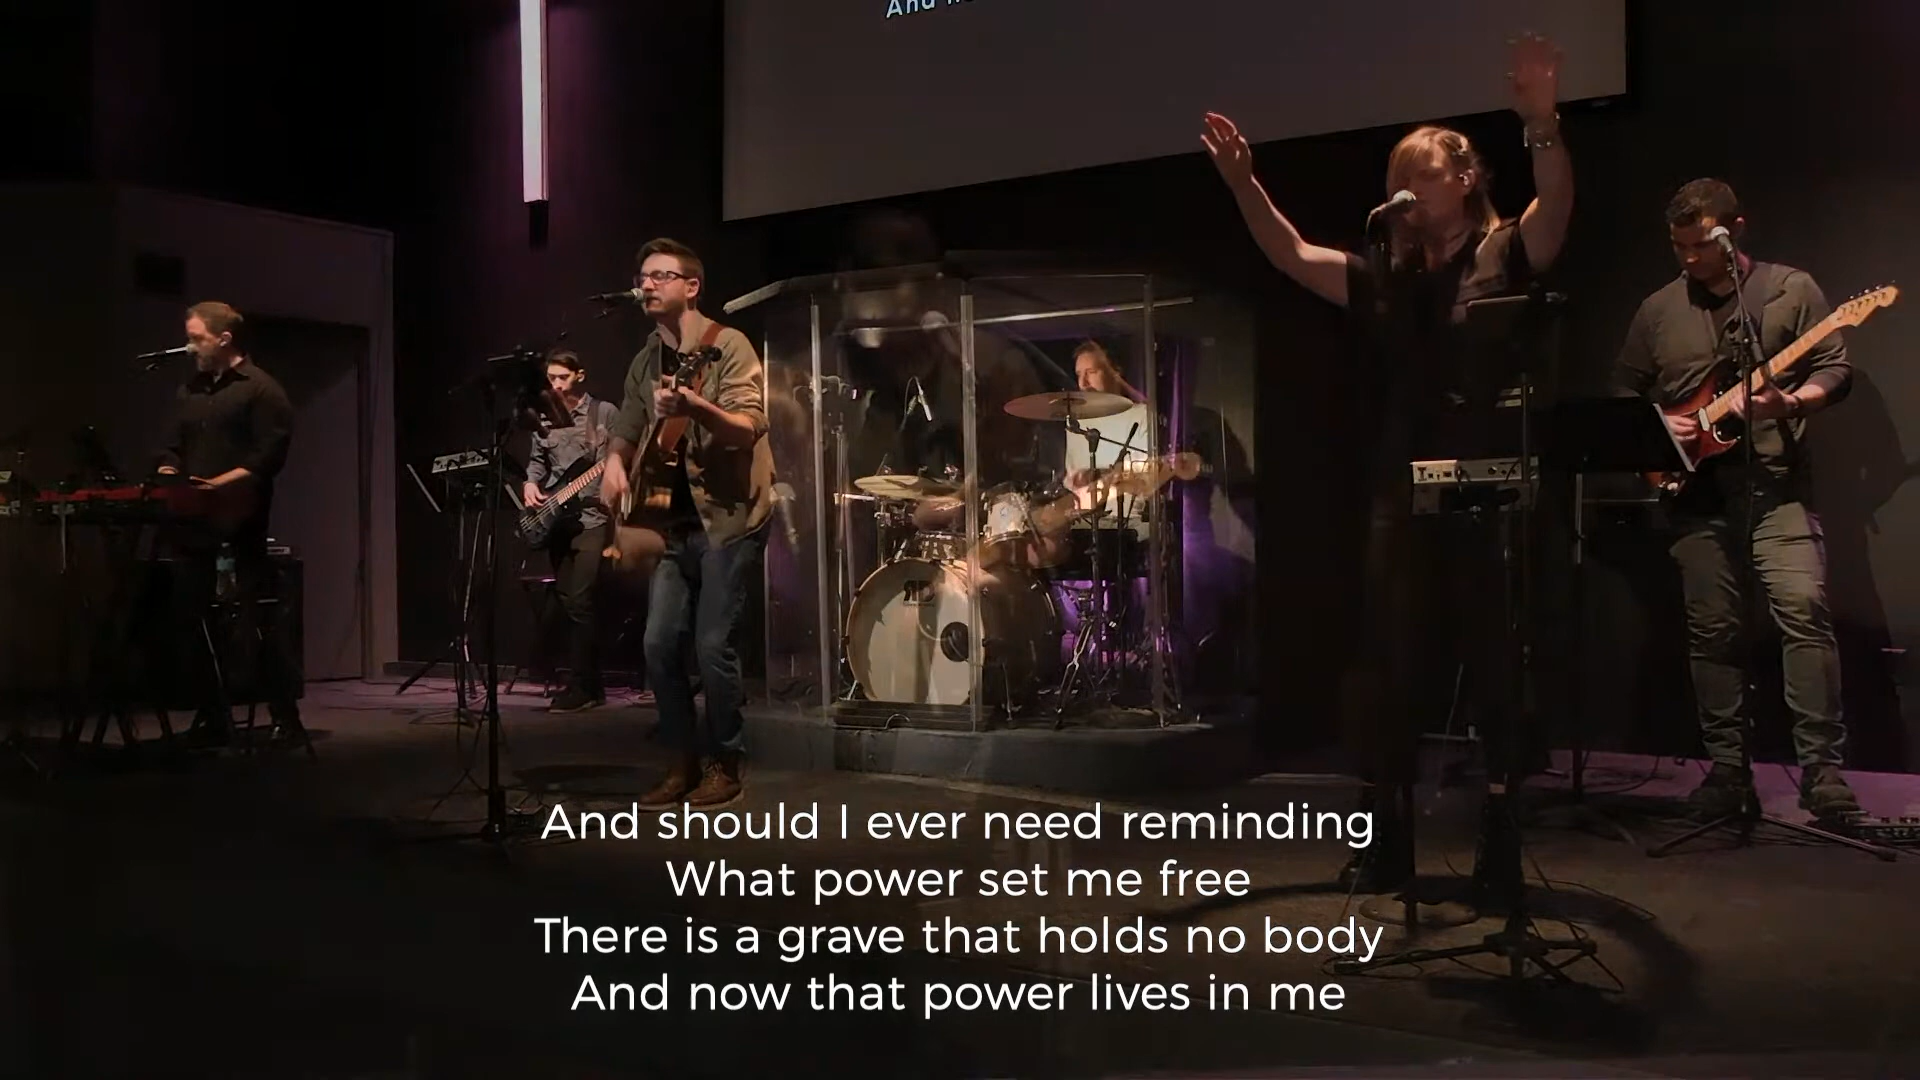 And
And should I ever need reminding
What power set me free
There is a grave that holds no body
And now that power lives in me